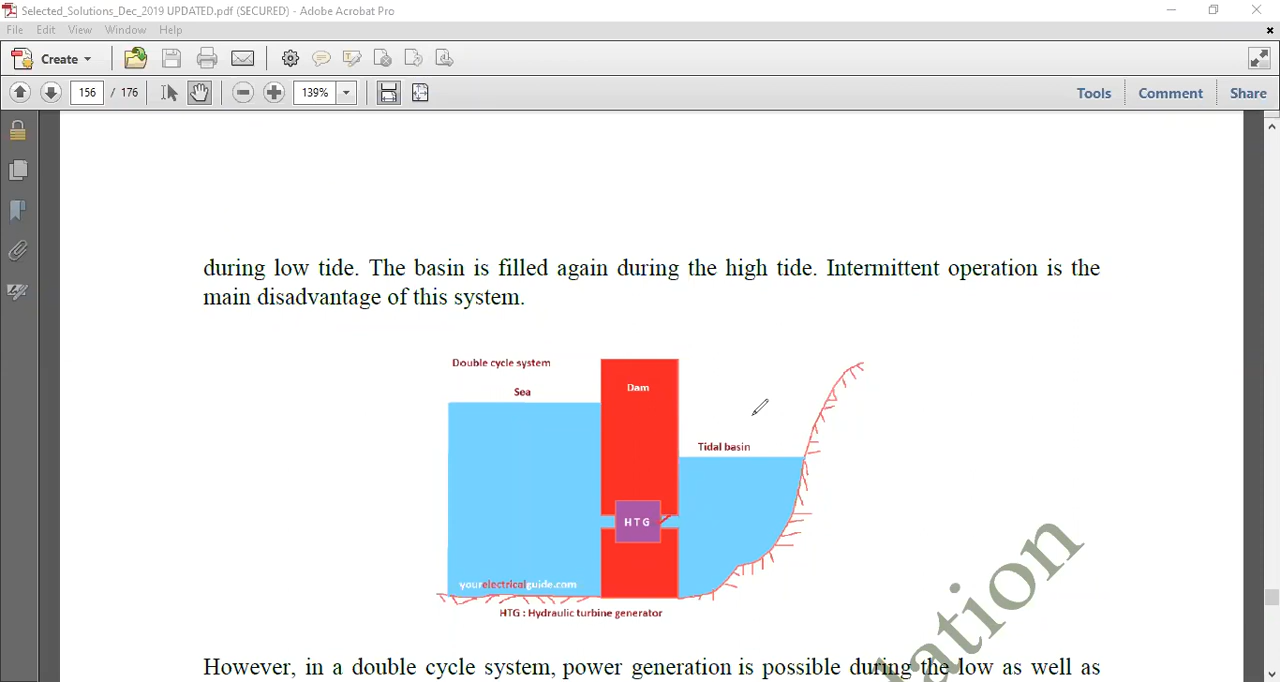 Selected_Solutions_Dec_2019 UPDATED.pdf (SECURED) - Adobe Acrobat Pro
File Edit View Window Help
Create
156 / 176 139% Tools Comment Share
during low tide. The basin is filled again during the high tide. Intermittent operation is the
main disadvantage of this system.
Double cycle system
Sea
Dam
Tidal basin
HTG
yourelectricalguide.com
HTG : Hydraulic turbine generator
However, in a double cycle system, power generation is possible during the low as well as